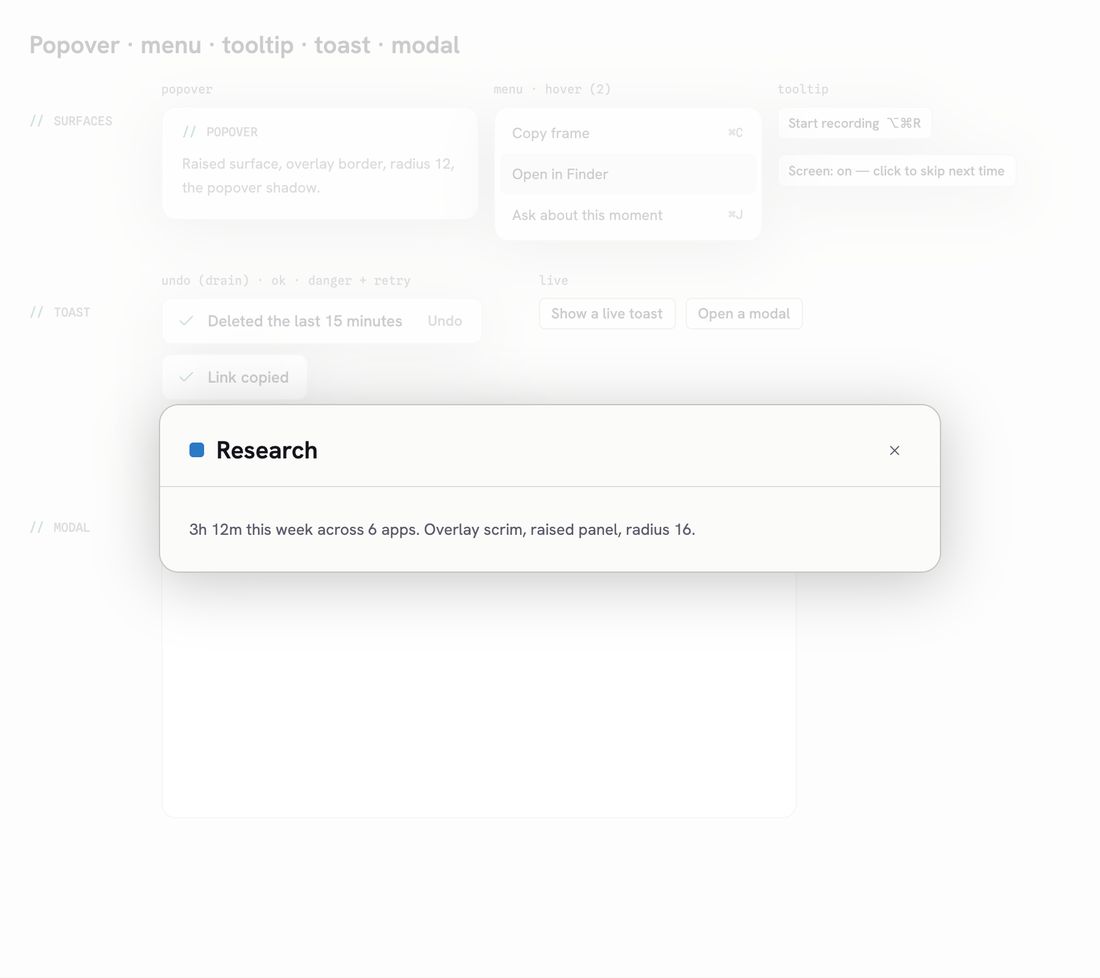 Popover · menu · tooltip · toast · modal
popover
menu · hover (2)
tooltip
// SURFACES
// POPOVER
Raised surface, overlay border, radius 12,
the popover shadow.
Copy frame ⌘C
Open in Finder
Ask about this moment ⌘J
Start recording ⌥⌘R
Screen: on — click to skip next time
undo (drain) · ok · danger + retry
live
// TOAST
Deleted the last 15 minutes Undo
Show a live toast
Open a modal
Link copied
Research
// MODAL
3h 12m this week across 6 apps. Overlay scrim, raised panel, radius 16.